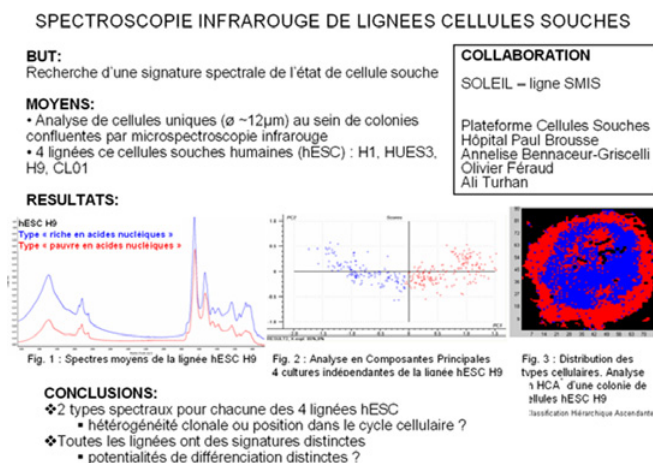 SPECTROSCOPIE INFRAROUGE DE LIGNEES CELLULES SOUCHES
BUT:
Recherche d'une signature spectrale de l'état de cellule souche
MOYENS:
• Analyse de cellules uniques (ø ~12µm) au sein de colonies
confluentes par microspectroscopie infrarouge
• 4 lignées ce cellules souches humaines (hESC) : H1, HUES3,
H9, CL01
COLLABORATION
SOLEIL – ligne SMIS
Plateforme Cellules Souches
Hôpital Paul Brousse
Annelise Bennaceur-Griscelli
Olivier Féraud
Ali Turhan
RESULTATS:
hESC H9
Type « riche en acides nucléiques »
Type « pauvre en acides nucléiques »
PC2
Scores
PC1
Fig. 1 : Spectres moyens de la lignée hESC H9
Fig. 2 : Analyse en Composantes Principales
4 cultures indépendantes de la lignée hESC H9
Fig. 3 : Distribution des
types cellulaires. Analyse
en HCA d'une colonie de
cellules hESC H9
Classification Hiérarchique Ascendante
CONCLUSIONS:
❖2 types spectraux pour chacune des 4 lignées hESC
▪ hétérogénéité clonale ou position dans le cycle cellulaire ?
❖Toutes les lignées ont des signatures distinctes
▪ potentialités de différenciation distinctes ?